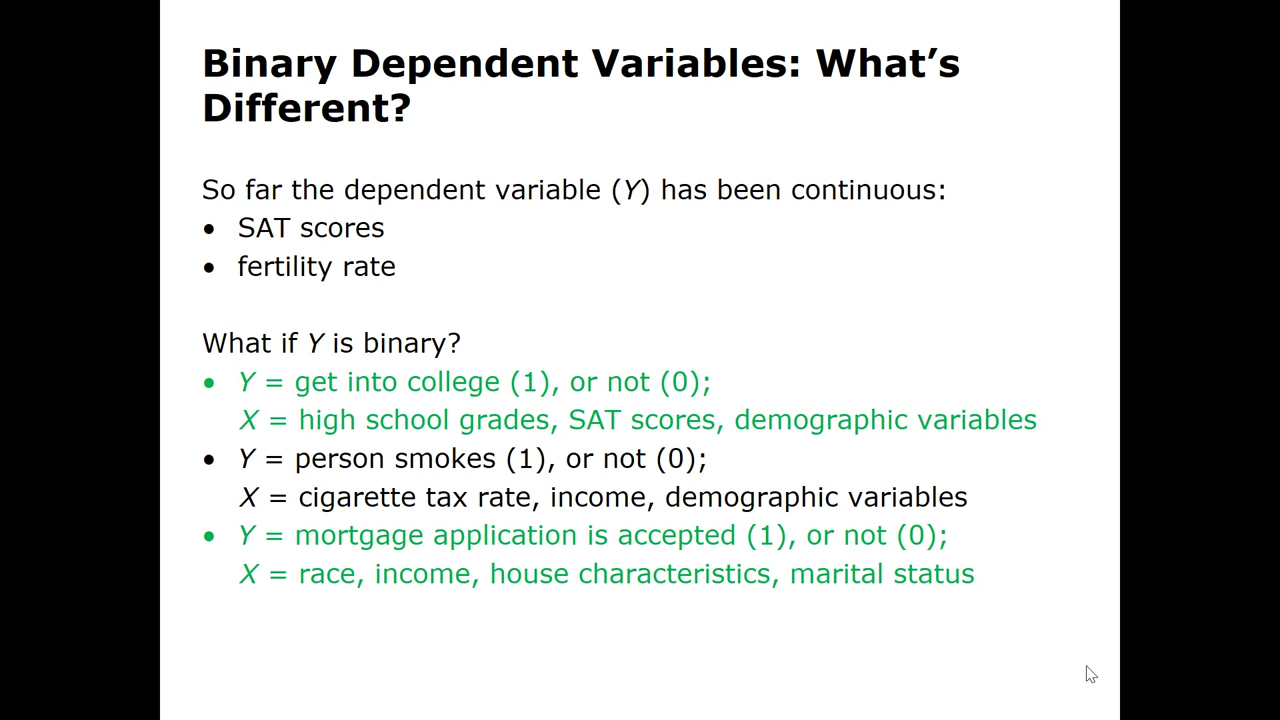 Binary Dependent Variables: What’s
Different?
So far the dependent variable (Y) has been continuous:
• SAT scores
• fertility rate
What if Y is binary?
• Y = get into college (1), or not (0);
X = high school grades, SAT scores, demographic variables
• Y = person smokes (1), or not (0);
X = cigarette tax rate, income, demographic variables
• Y = mortgage application is accepted (1), or not (0);
X = race, income, house characteristics, marital status